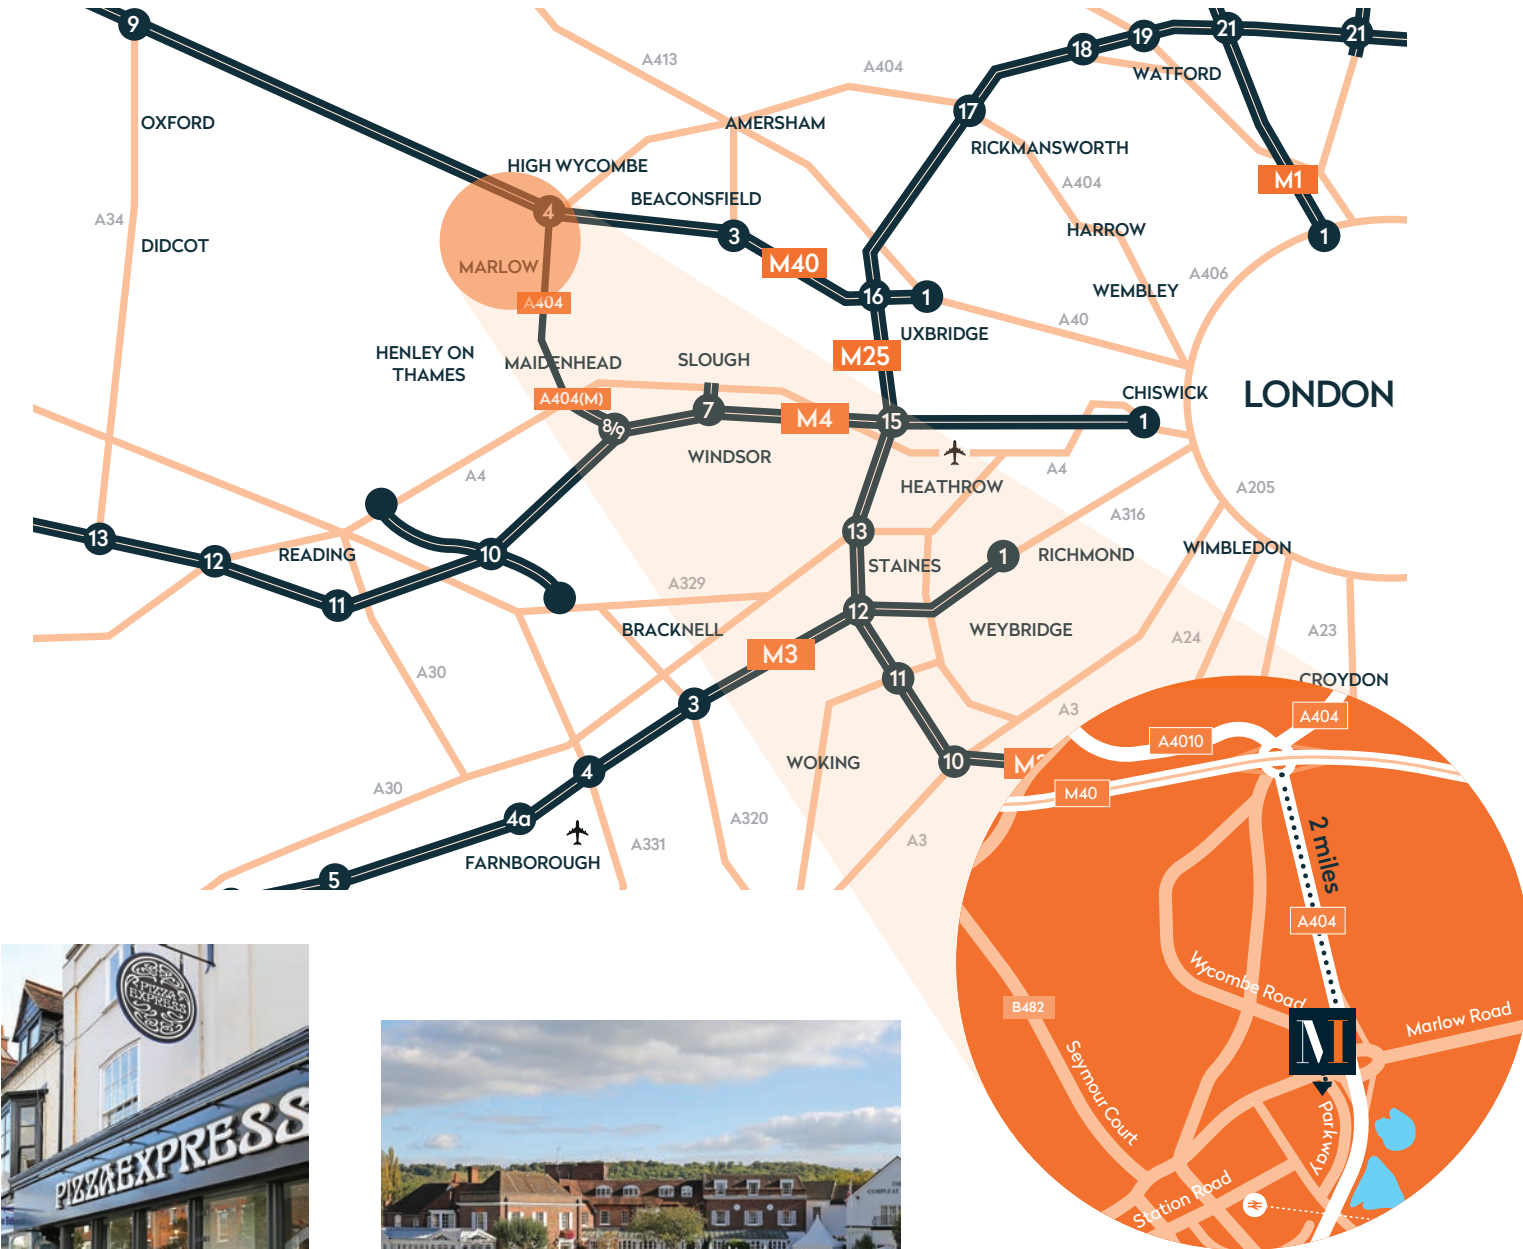 9
21
21
19
18
WATFORD
A413
A404
17
OXFORD
AMERSHAM
RICKMANSWORTH
HIGH WYCOMBE
M1
A404
BEACONSFIELD
4
A34
3
HARROW
1
DIDCOT
M40
MARLOW
A406
WEMBLEY
16
1
A404
A40
UXBRIDGE
HENLEY ON
THAMES
MAIDENHEAD
SLOUGH
M25
CHISWICK
LONDON
A404(M)
7
M4
15
1
8/9
WINDSOR
A4
A4
HEATHROW
A205
A316
13
13
12
READING
10
STAINES
1
RICHMOND
WIMBLEDON
A329
11
12
BRACKNELL
WEYBRIDGE
A24
A23
M3
A30
11
CROYDON
3
A3
WOKING
10
4
A30
4a
A320
A331
A3
FARNBOROUGH
5
A404
A4010
M40
2 miles
A404
Wycombe Road
B482
Marlow Road
MI
Seymour Court
Parkway
Station Road
PIZZA
EXPRESS
PIZZAEXPRESS